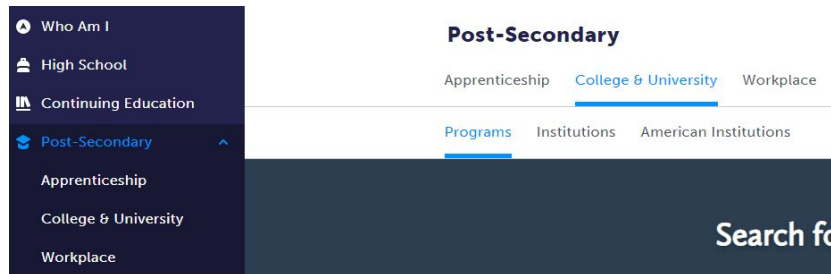 Who Am I
High School
Continuing Education
Post-Secondary
Apprenticeship
College & University
Workplace
Post-Secondary
Apprenticeship College & University Workplace
Programs Institutions American Institutions
Search